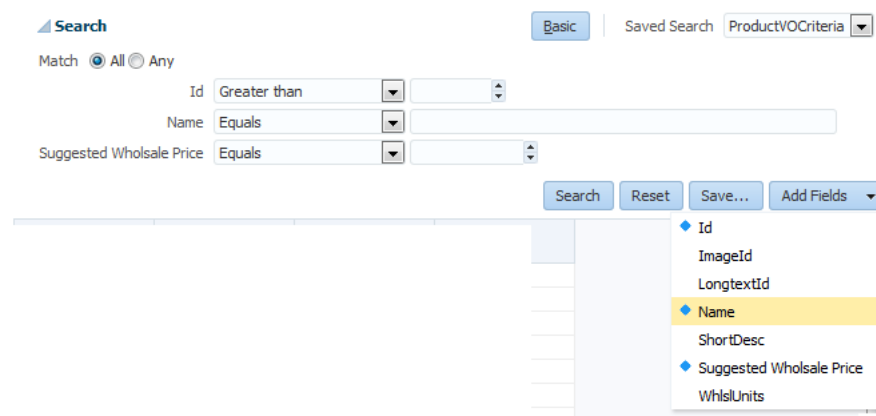 Search Basic Saved Search ProductVOCriteria
Match All Any
Id Greater than
Name Equals
Suggested Wholsale Price Equals
Search Reset Save... Add Fields
Id
ImageId
LongtextId
Name
ShortDesc
Suggested Wholsale Price
WhlslUnits